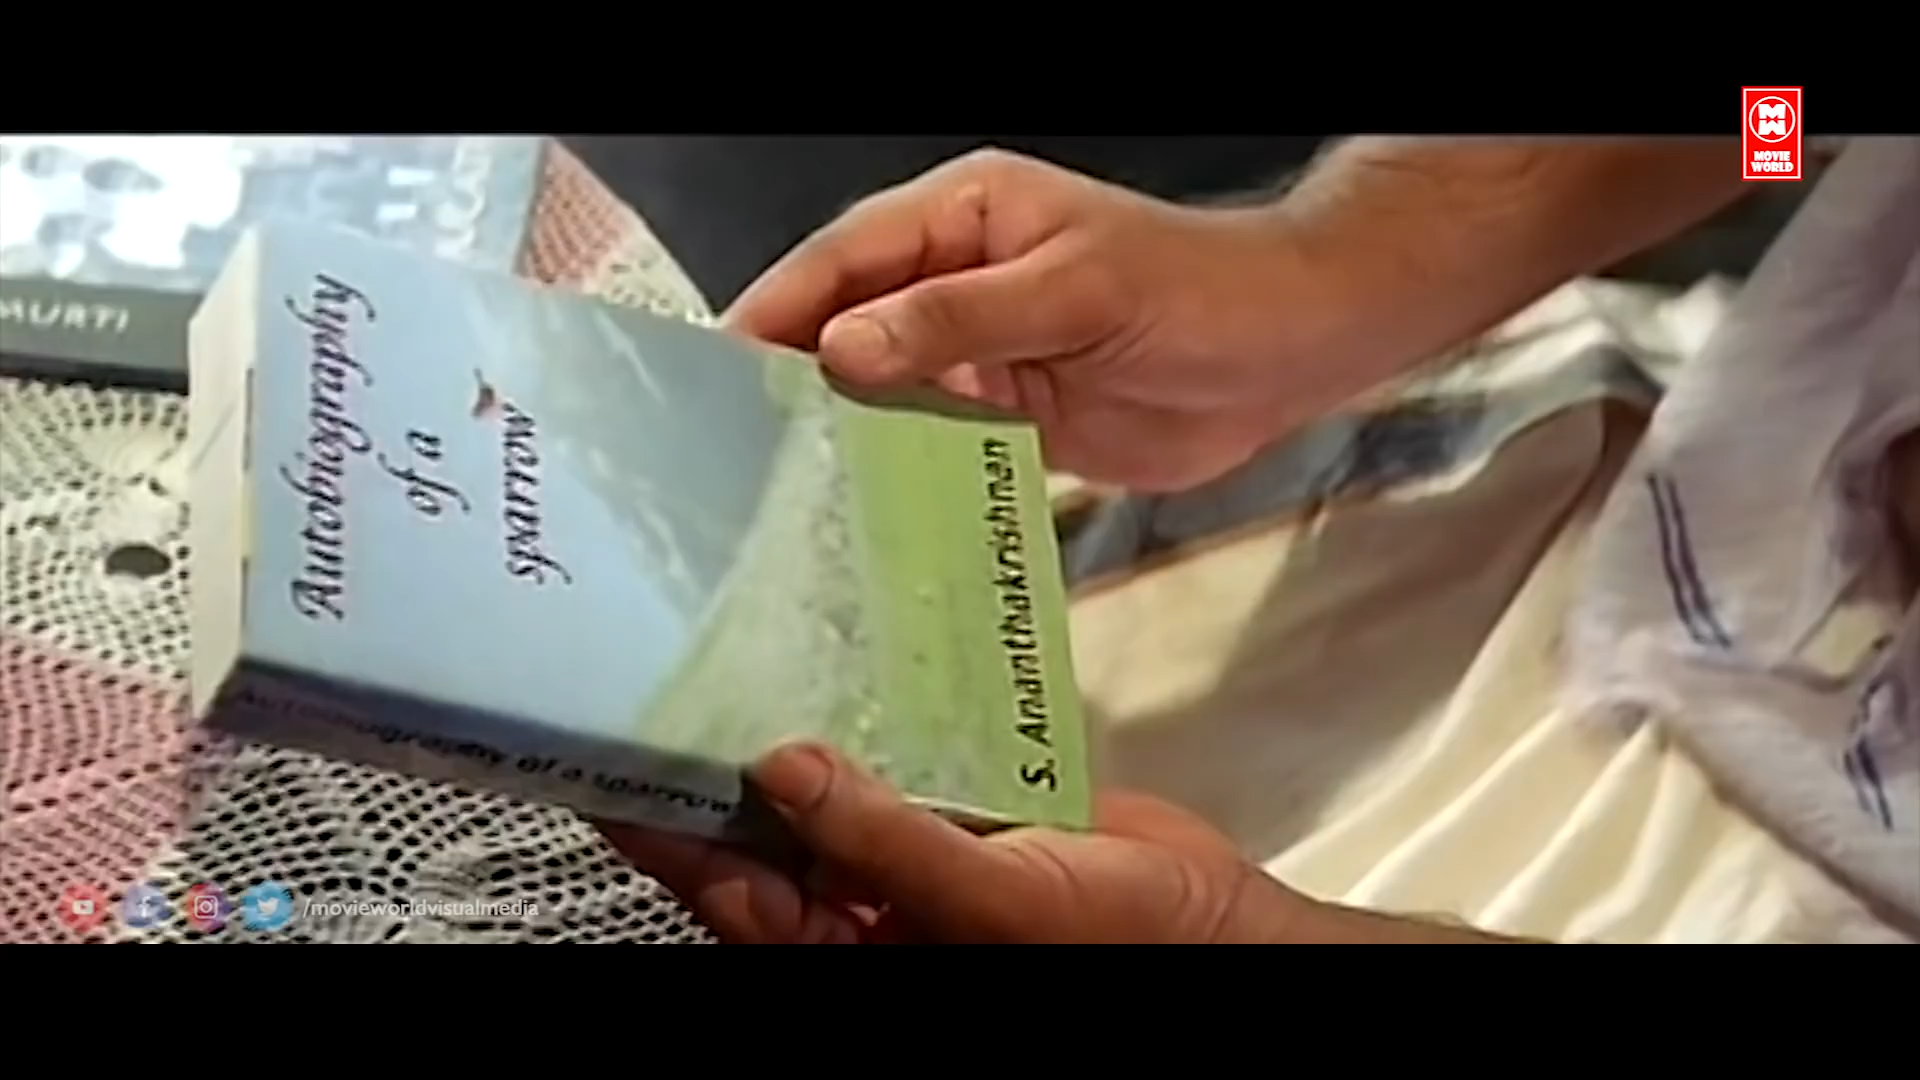 MOVIE
WORLD
MURTI
Autobiography
of a
sparrow
S. Ananthakrishnan
Autobiography of a sparrow
/movieworldvisualmedia